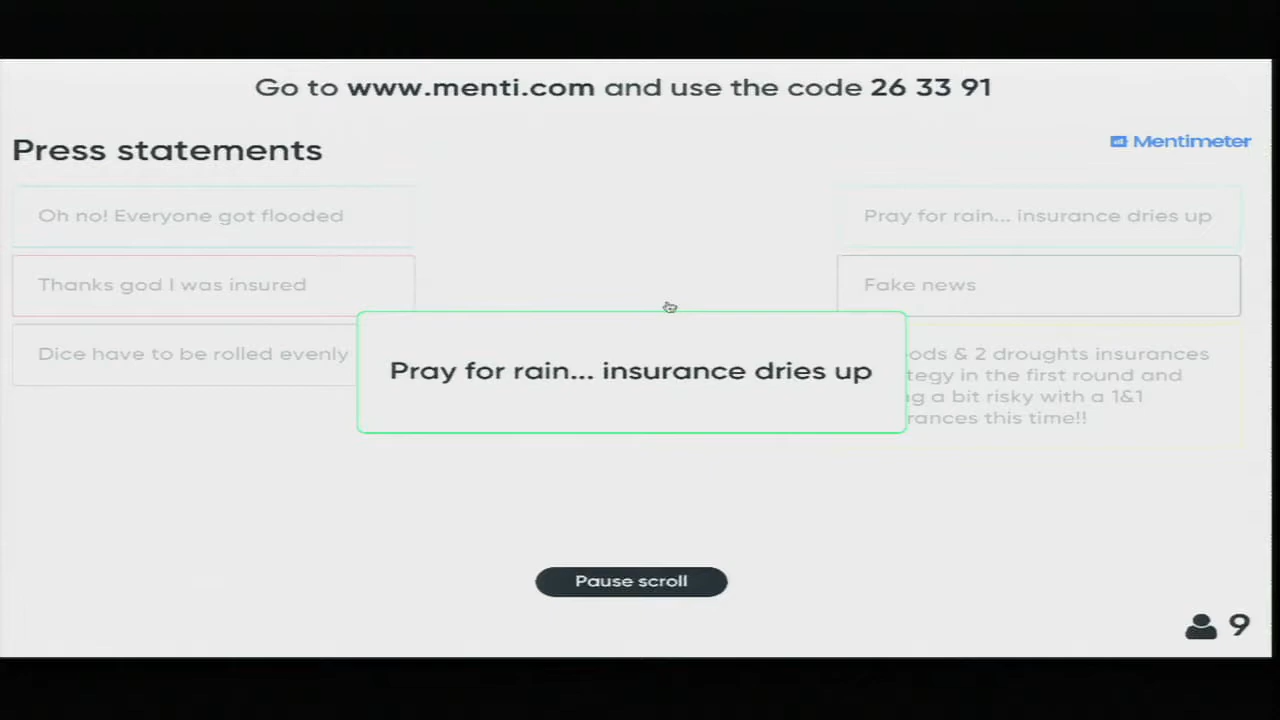 Go to www.menti.com and use the code 26 33 91
Press statements
Mentimeter
Oh no! Everyone got flooded
Pray for rain... insurance dries up
Thanks god I was insured
Fake news
Dice have to be rolled evenly
Pray for rain... insurance dries up
& 2 droughts insurances
in the first round and
a bit risky with a 1&1
this time!!
Pause scroll
9